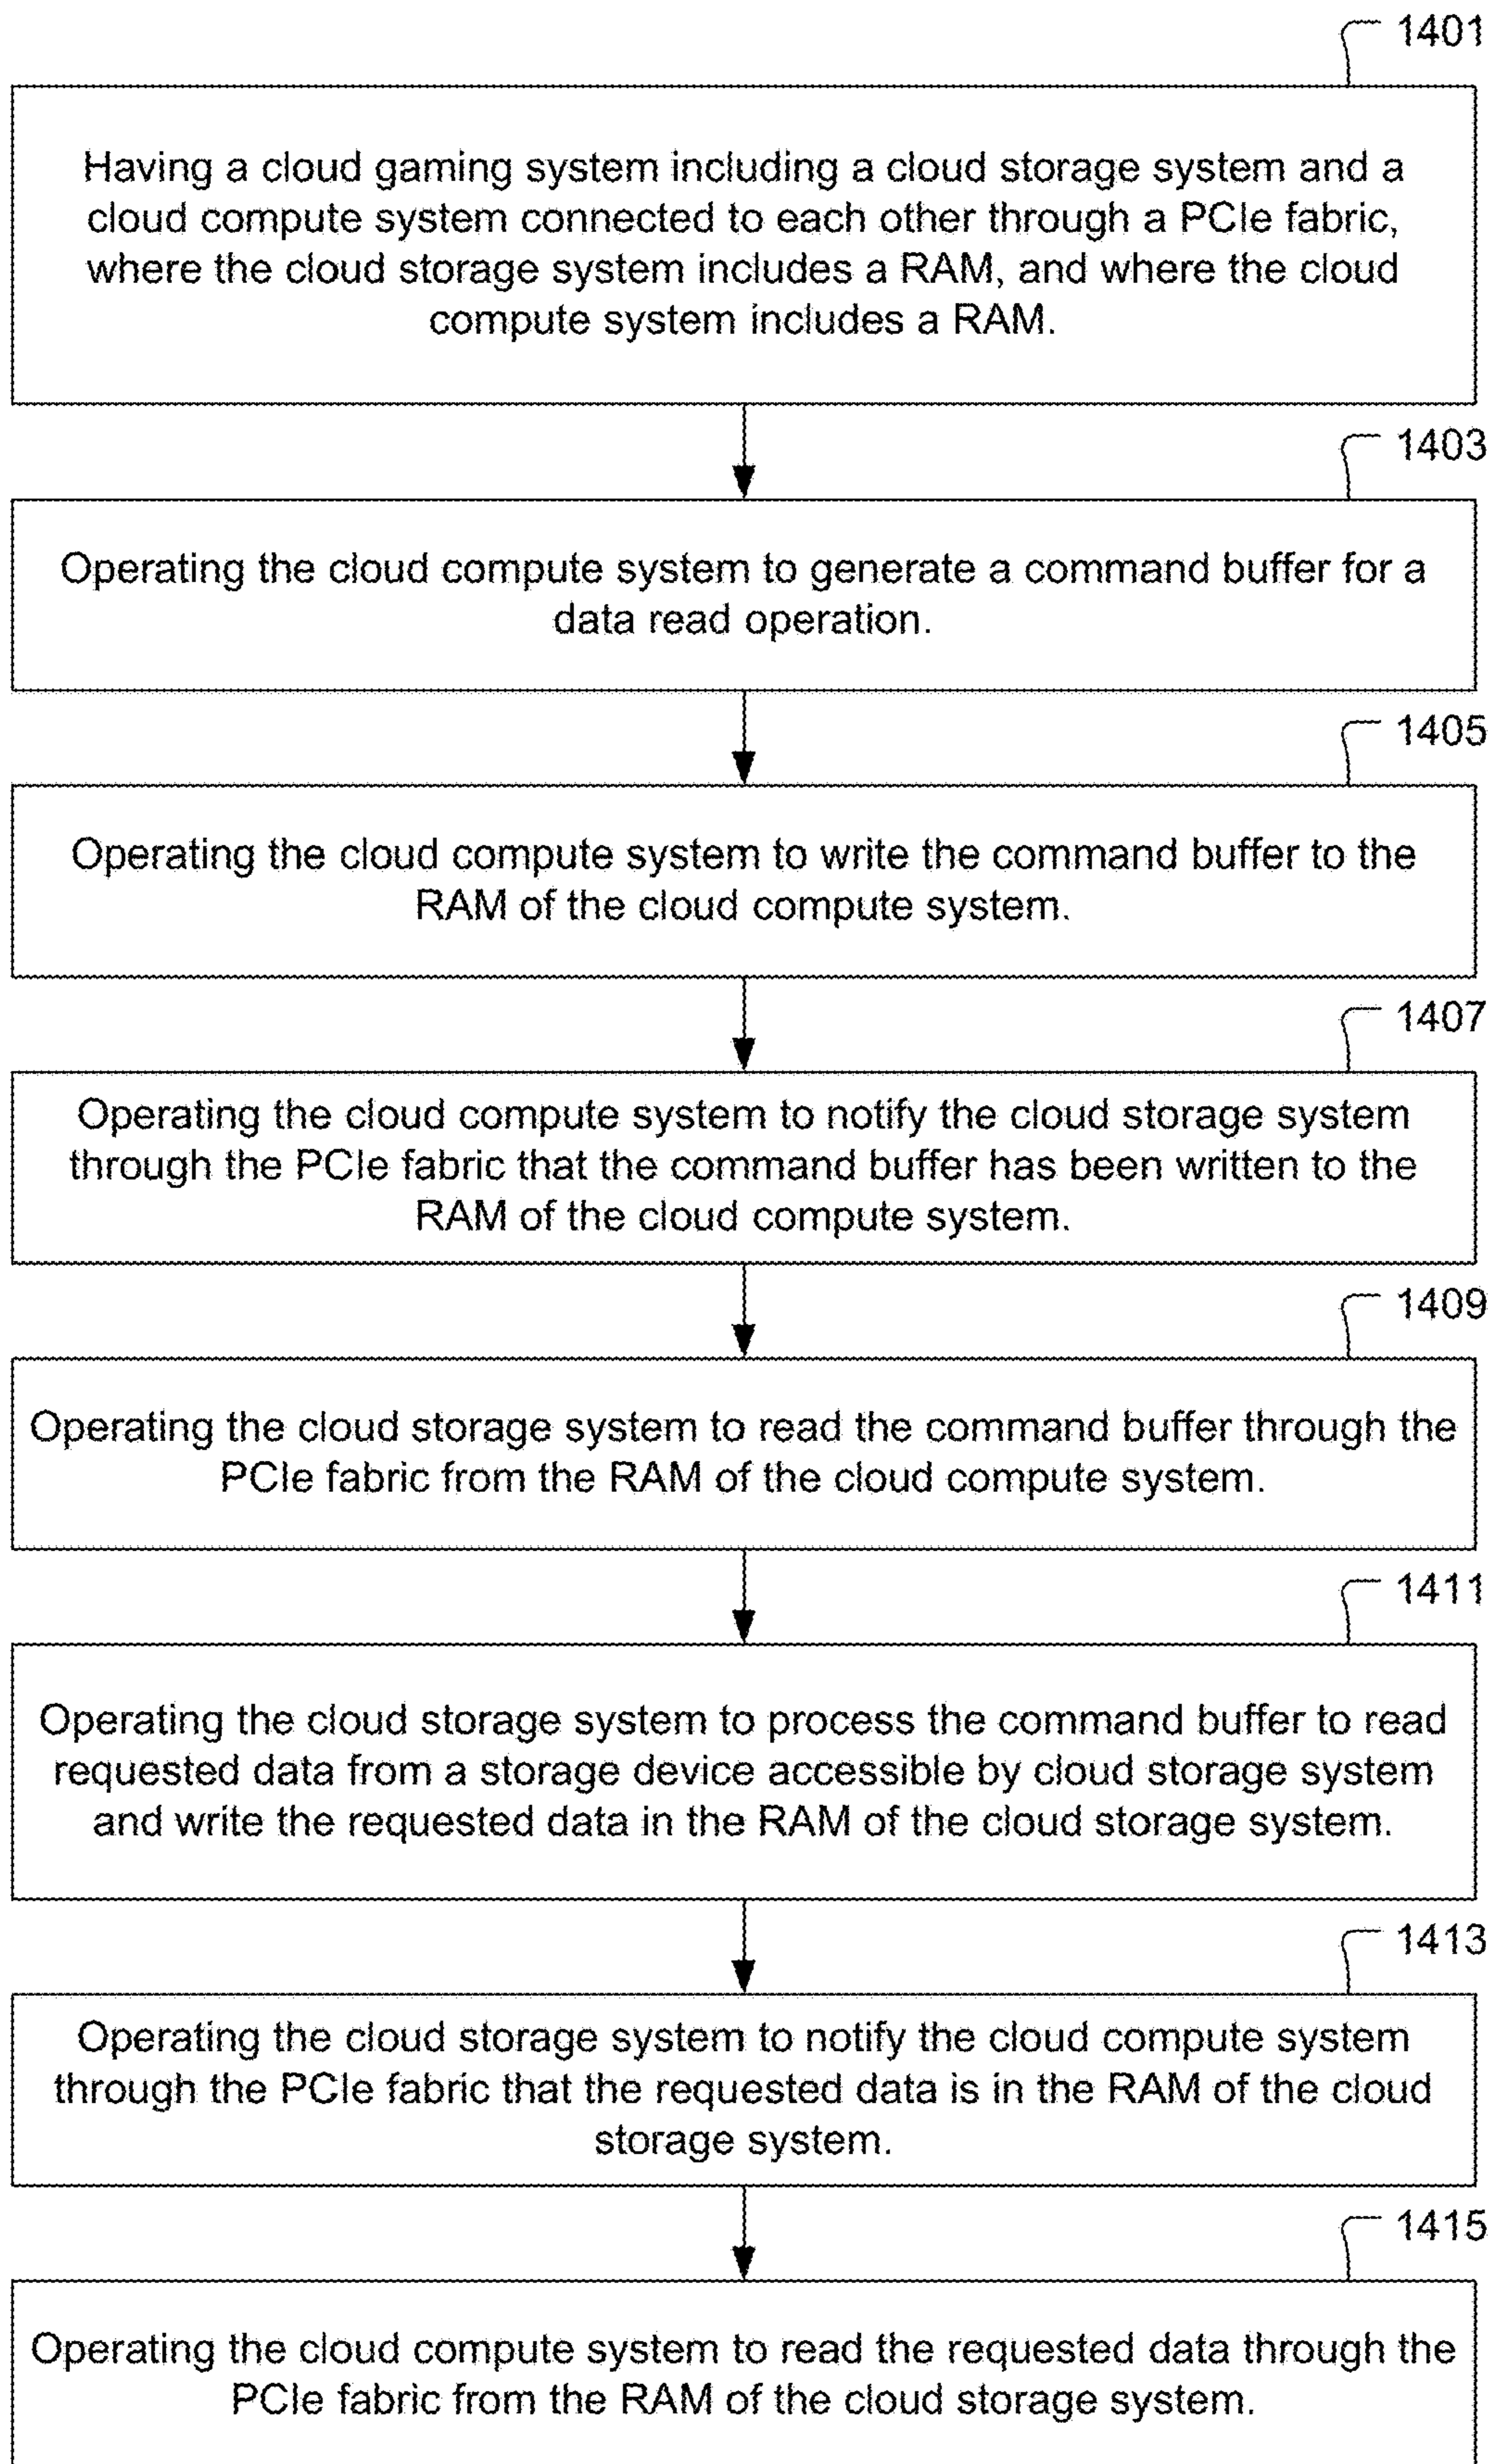 1401
Having a cloud gaming system including a cloud storage system and a
cloud compute system connected to each other through a PCIe fabric,
where the cloud storage system includes a RAM, and where the cloud
compute system includes a RAM.
1403
Operating the cloud compute system to generate a command buffer for a
data read operation.
1405
Operating the cloud compute system to write the command buffer to the
RAM of the cloud compute system.
1407
Operating the cloud compute system to notify the cloud storage system
through the PCIe fabric that the command buffer has been written to the
RAM of the cloud compute system.
1409
Operating the cloud storage system to read the command buffer through the
PCIe fabric from the RAM of the cloud compute system.
1411
Operating the cloud storage system to process the command buffer to read
requested data from a storage device accessible by cloud storage system
and write the requested data in the RAM of the cloud storage system.
1413
Operating the cloud storage system to notify the cloud compute system
through the PCIe fabric that the requested data is in the RAM of the cloud
storage system.
1415
Operating the cloud compute system to read the requested data through the
PCIe fabric from the RAM of the cloud storage system.